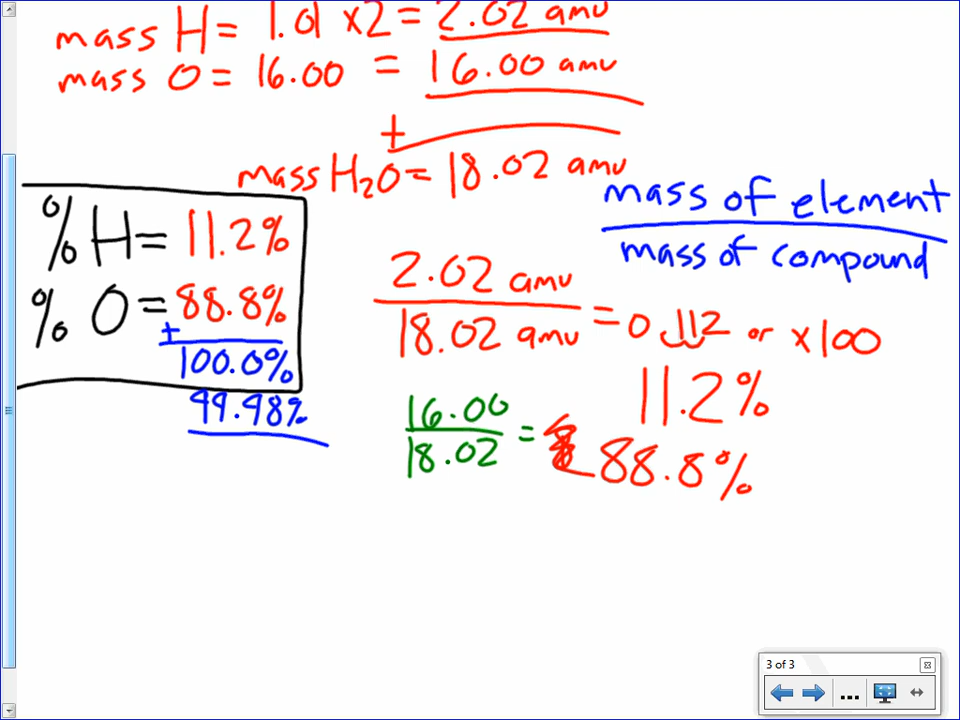 mass H = 1.01 x2 = 2.02 amu
mass O = 16.00 = 16.00 amu
+
mass H₂O = 18.02 amu
mass of element
mass of compound
% H = 11.2%
% O = 88.8%
+
100.0%
99.98%
2.02 amu
18.02 amu
= 0.112 or x100
11.2%
16.00
18.02
= 88.8%
3 of 3
...